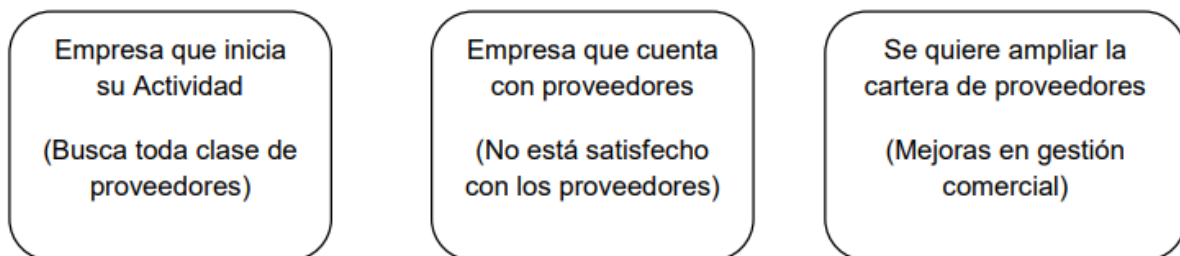 Empresa que inicia
su Actividad
(Busca toda clase de
proveedores)
Empresa que cuenta
con proveedores
(No está satisfecho
con los proveedores)
Se quiere ampliar la
cartera de proveedores
(Mejoras en gestión
comercial)